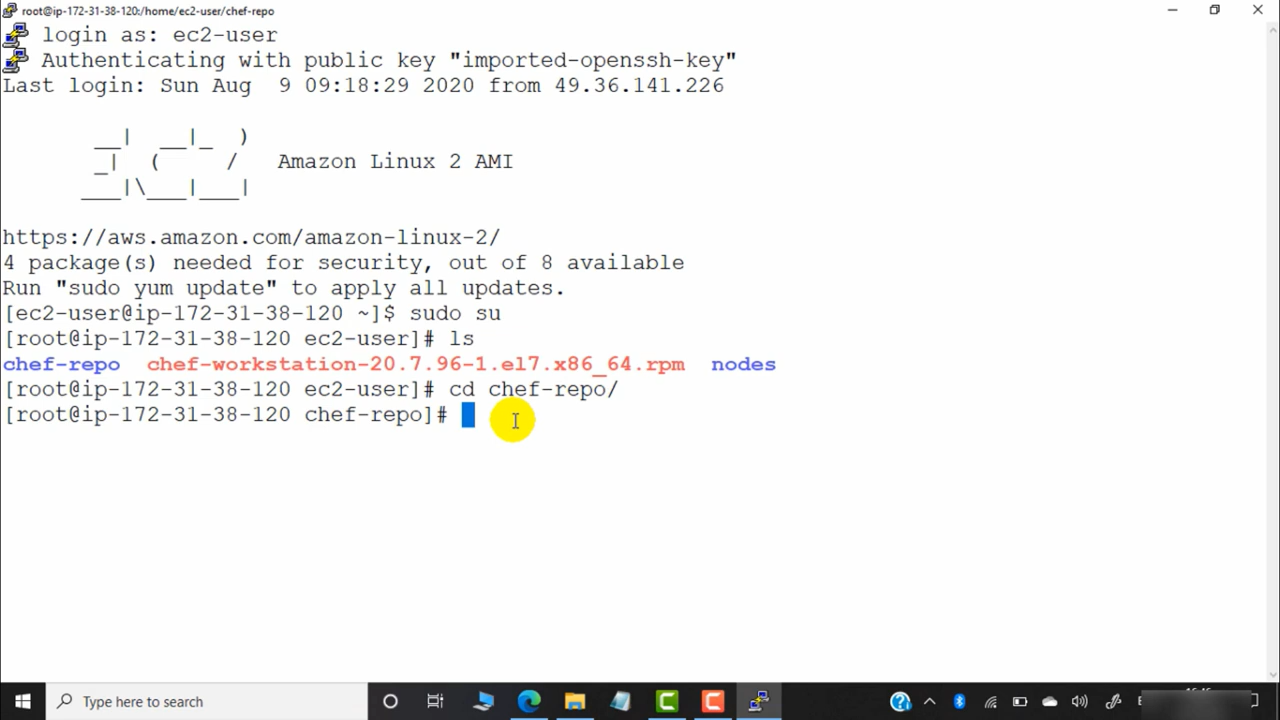 root@ip-172-31-38-120:/home/ec2-user/chef-repo
login as: ec2-user
Authenticating with public key "imported-openssh-key"
Last login: Sun Aug  9 09:18:29 2020 from 49.36.141.226
__|  __|_  )
_|  (     /   Amazon Linux 2 AMI
___|\___|___|
https://aws.amazon.com/amazon-linux-2/
4 package(s) needed for security, out of 8 available
Run "sudo yum update" to apply all updates.
[ec2-user@ip-172-31-38-120 ~]$ sudo su
[root@ip-172-31-38-120 ec2-user]# ls
chef-repo  chef-workstation-20.7.96-1.el7.x86_64.rpm  nodes
[root@ip-172-31-38-120 ec2-user]# cd chef-repo/
[root@ip-172-31-38-120 chef-repo]#
Type here to search